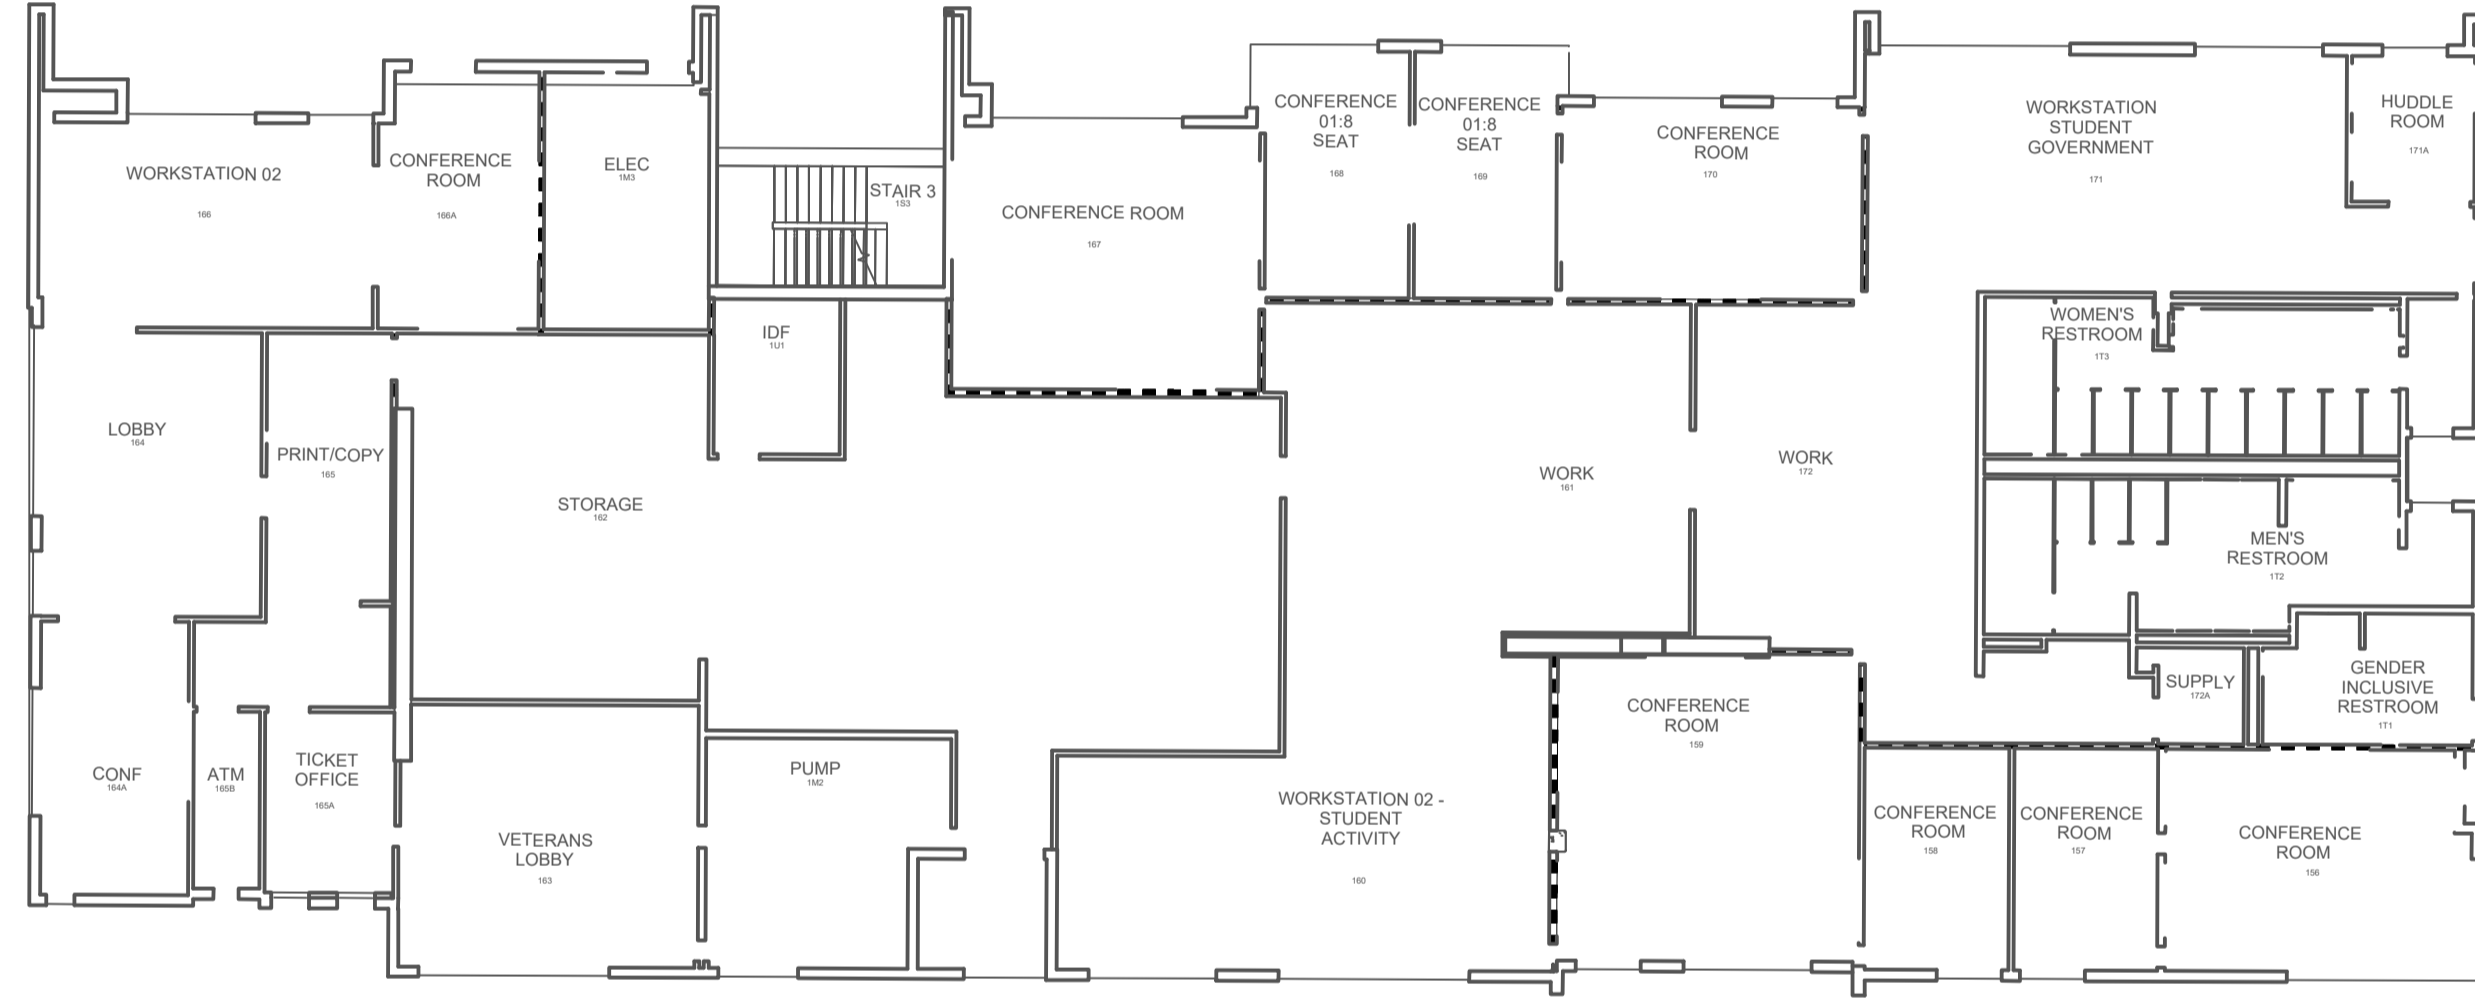 WORKSTATION 02
166
CONFERENCE
ROOM
166A
ELEC
1M3
STAIR 3
1S3
CONFERENCE ROOM
167
CONFERENCE
01:8
SEAT
168
CONFERENCE
01:8
SEAT
169
CONFERENCE
ROOM
170
WORKSTATION
STUDENT
GOVERNMENT
171
HUDDLE
ROOM
171A
IDF
1U1
WOMEN'S
RESTROOM
1T3
LOBBY
164
PRINT/COPY
165
STORAGE
162
WORK
161
WORK
172
MEN'S
RESTROOM
1T2
SUPPLY
172A
GENDER
INCLUSIVE
RESTROOM
1T1
CONF
164A
ATM
165B
TICKET
OFFICE
165A
VETERANS
LOBBY
163
PUMP
1M2
WORKSTATION 02 -
STUDENT
ACTIVITY
160
CONFERENCE
ROOM
159
CONFERENCE
ROOM
158
CONFERENCE
ROOM
157
CONFERENCE
ROOM
156